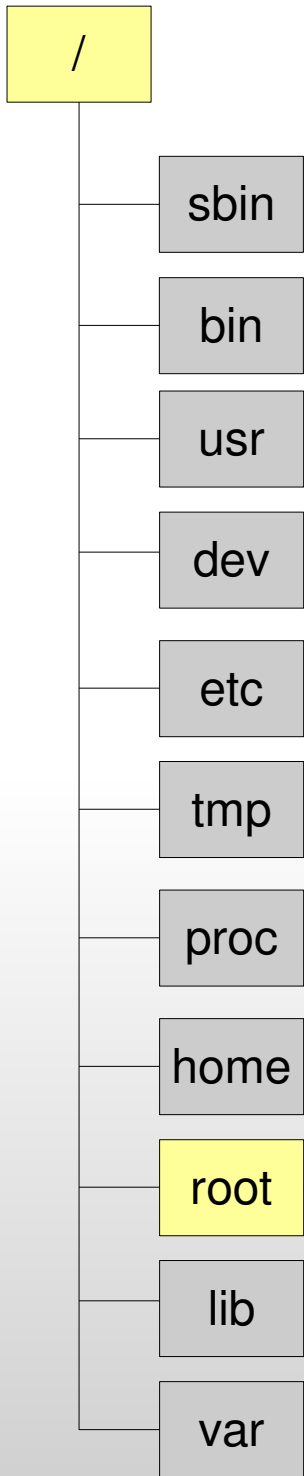 /
sbin
bin
usr
dev
etc
tmp
proc
home
root
lib
var